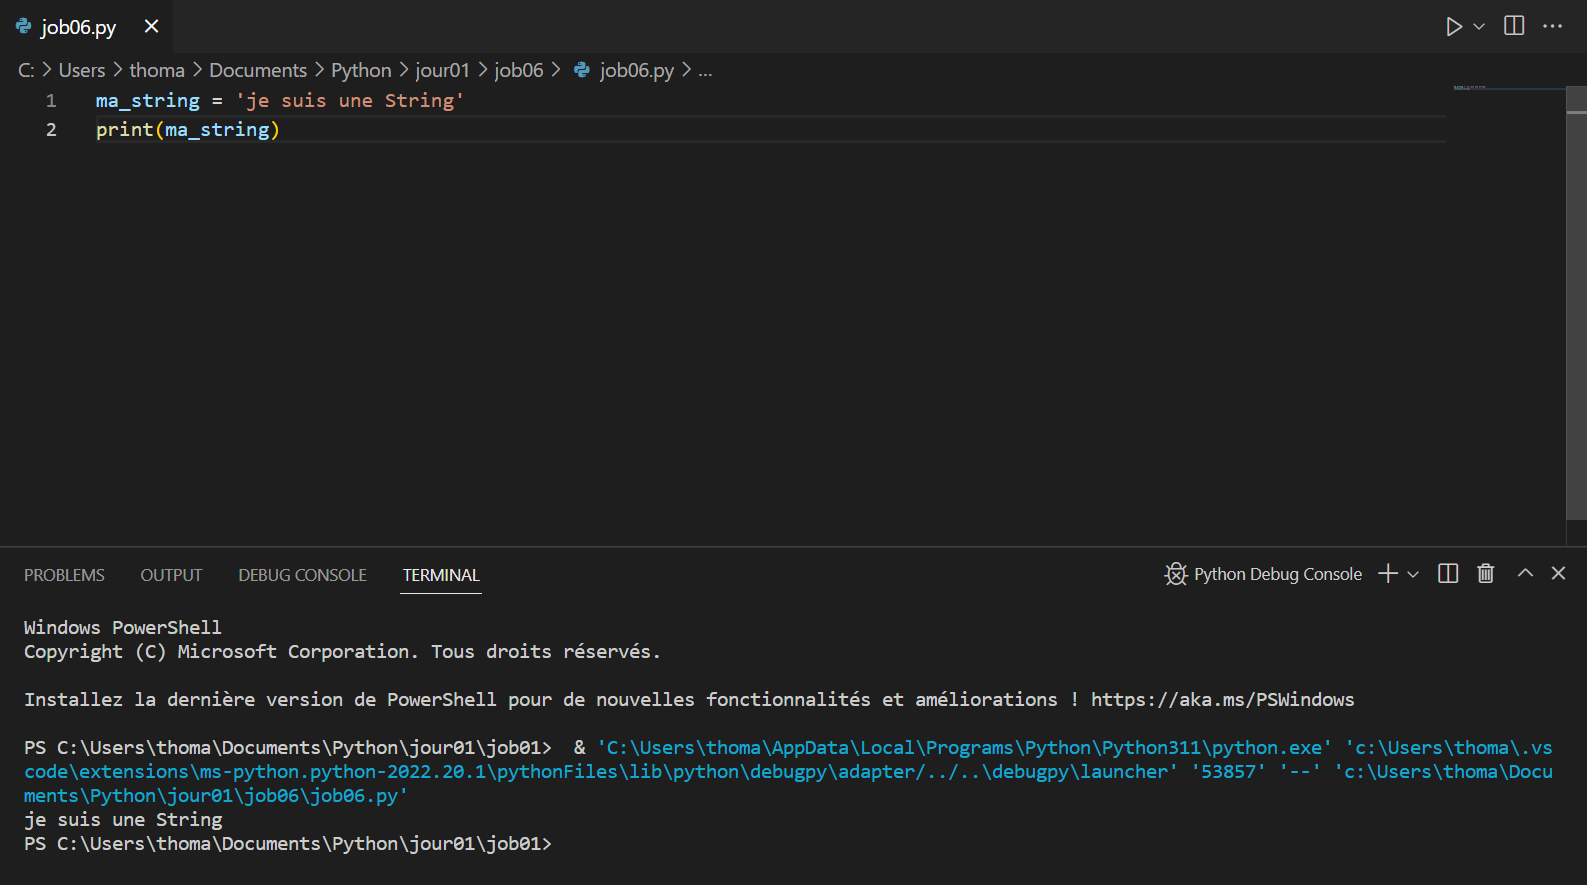 job06.py
C: > Users > thoma > Documents > Python > jour01 > job06 > job06.py > ...
1 ma_string = 'je suis une String'
2 print(ma_string)
PROBLEMS OUTPUT DEBUG CONSOLE TERMINAL Python Debug Console
Windows PowerShell
Copyright (C) Microsoft Corporation. Tous droits réservés.
Installez la dernière version de PowerShell pour de nouvelles fonctionnalités et améliorations ! https://aka.ms/PSWindows
PS C:\Users\thoma\Documents\Python\jour01\job01>  & 'C:\Users\thoma\AppData\Local\Programs\Python\Python311\python.exe' 'c:\Users\thoma\.vs
code\extensions\ms-python.python-2022.20.1\pythonFiles\lib\python\debugpy\adapter/../..\debugpy\launcher' '53857' '--' 'c:\Users\thoma\Docu
ments\Python\jour01\job06\job06.py'
je suis une String
PS C:\Users\thoma\Documents\Python\jour01\job01>